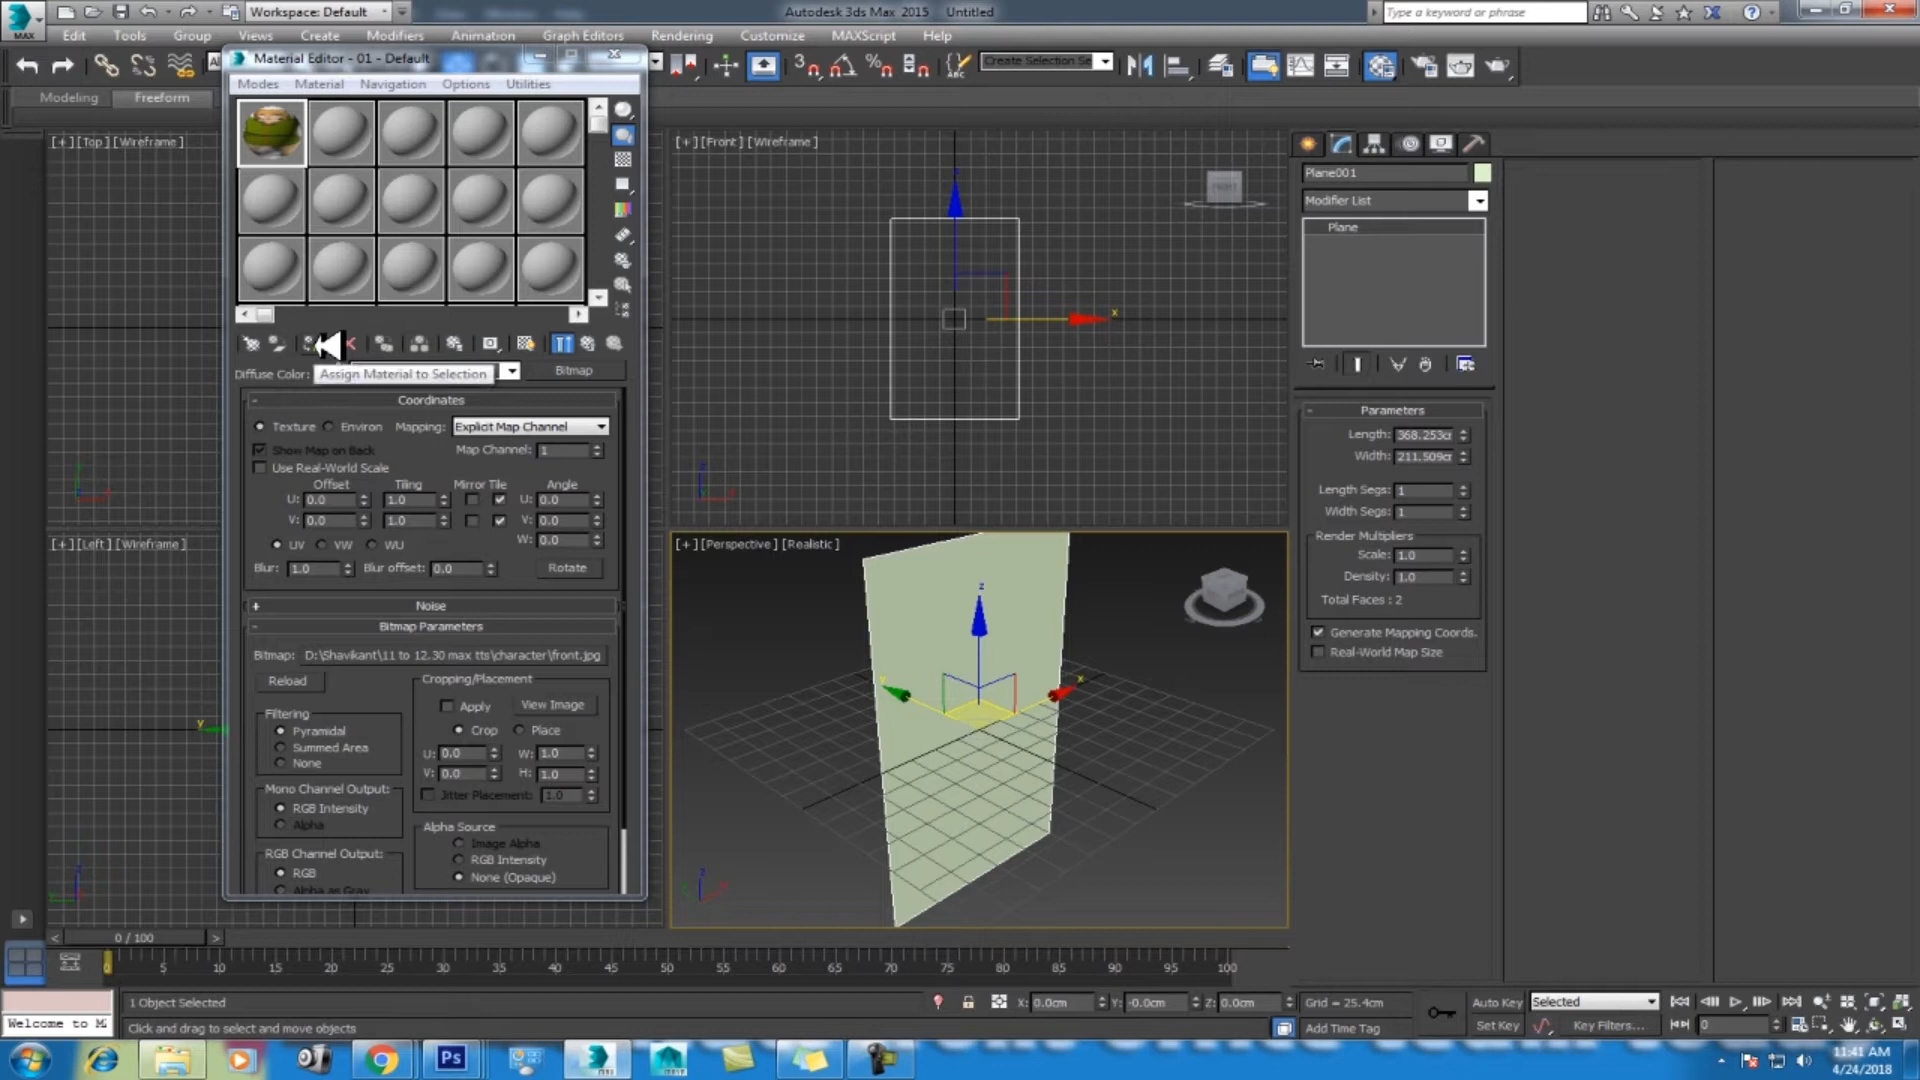 Workspace: Default
Autodesk 3ds Max 2015 Untitled
Type a keyword or phrase
MAX
Edit Tools Group Views Create Modifiers Animation Graph Editors Rendering Customize MAXScript Help
Create Selection Se
Modeling Freeform
Material Editor - 01 - Default
Modes Material Navigation Options Utilities
[+][Top][Wireframe]
[+][Front][Wireframe]
FRONT
Plane001
Modifier List
Plane
x
Diffuse Color:
Assign Material to Selection
Bitmap
Coordinates
Texture Environ Mapping: Explicit Map Channel
Show Map on Back Map Channel: 1
Use Real-World Scale
Offset Tiling Mirror Tile Angle
U: 0.0 1.0 U: 0.0
V: 0.0 1.0 V: 0.0
W: 0.0
UV VW WU
Blur: 1.0 Blur offset: 0.0 Rotate
Noise
Bitmap Parameters
Bitmap: D:\Shavikant\11 to 12.30 max tts\character\front.jpg
Reload
Cropping/Placement
Apply View Image
Crop Place
U: 0.0 W: 1.0
V: 0.0 H: 1.0
Jitter Placement: 1.0
Filtering
Pyramidal
Summed Area
None
Mono Channel Output:
RGB Intensity
Alpha
RGB Channel Output:
RGB
Alpha as Gray
Alpha Source
Image Alpha
RGB Intensity
None (Opaque)
Parameters
Length: 368.253cr
Width: 211.509cr
Length Segs: 1
Width Segs: 1
Render Multipliers
Scale: 1.0
Density: 1.0
Total Faces : 2
Generate Mapping Coords.
Real-World Map Size
[+][Left][Wireframe]
[+][Perspective][Realistic]
z
y
x
y
0 / 100
5 10 15 20 25 30 35 40 45 50 55 60 65 70 75 80 85 90 95 100
1 Object Selected
X: 0.0cm Y: -0.0cm Z: 0.0cm Grid = 25.4cm
Auto Key Selected
Welcome to M
Click and drag to select and move objects
Add Time Tag
Set Key Key Filters...
0
Ps
11:41 AM
4/24/2018